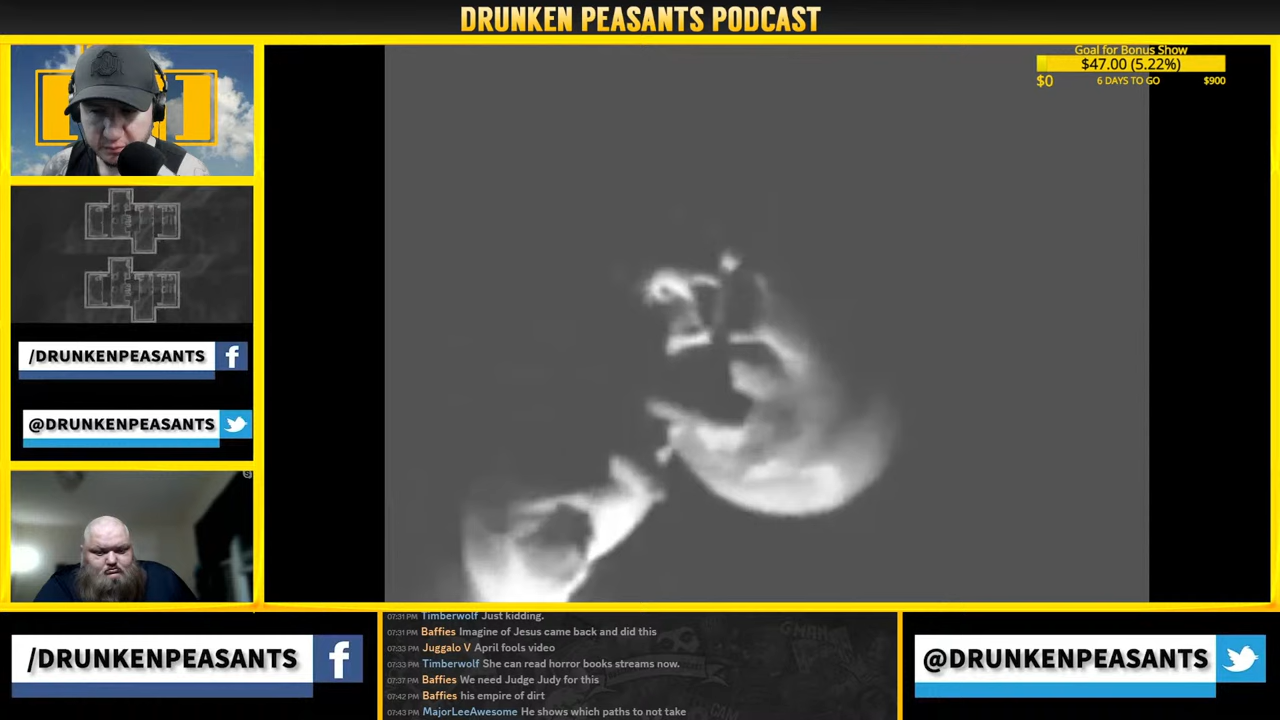 DRUNKEN PEASANTS PODCAST
Goal for Bonus Show
$47.00 (5.22%)
$0
6 DAYS TO GO
$900
/DRUNKENPEASANTS
@DRUNKENPEASANTS
07:31 PM Timberwolf Just kidding.
07:31 PM Baffies Imagine of Jesus came back and did this
07:33 PM Juggalo V April fools video
07:33 PM Timberwolf She can read horror books streams now.
07:37 PM Baffies We need Judge Judy for this
07:42 PM Baffies his empire of dirt
07:43 PM MajorLeeAwesome He shows which paths to not take
/DRUNKENPEASANTS
@DRUNKENPEASANTS